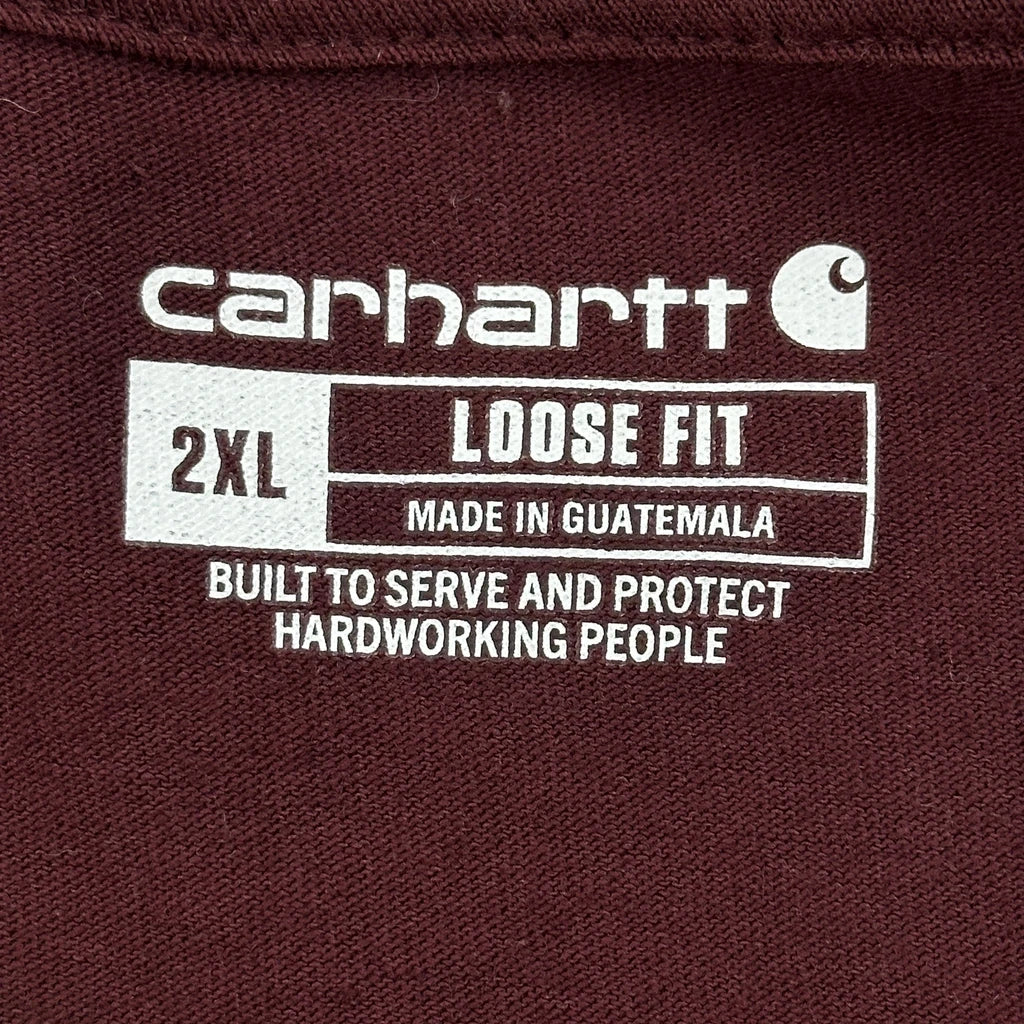 carhartt
2XL
LOOSE FIT
MADE IN GUATEMALA
BUILT TO SERVE AND PROTECT
HARDWORKING PEOPLE